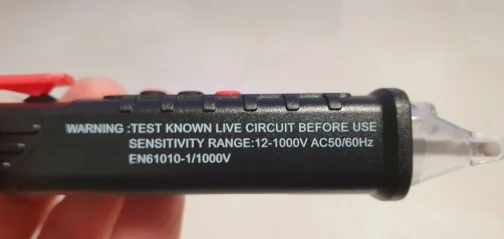 WARNING :TEST KNOWN LIVE CIRCUIT BEFORE USE
SENSITIVITY RANGE:12-1000V AC50/60Hz
EN61010-1/1000V